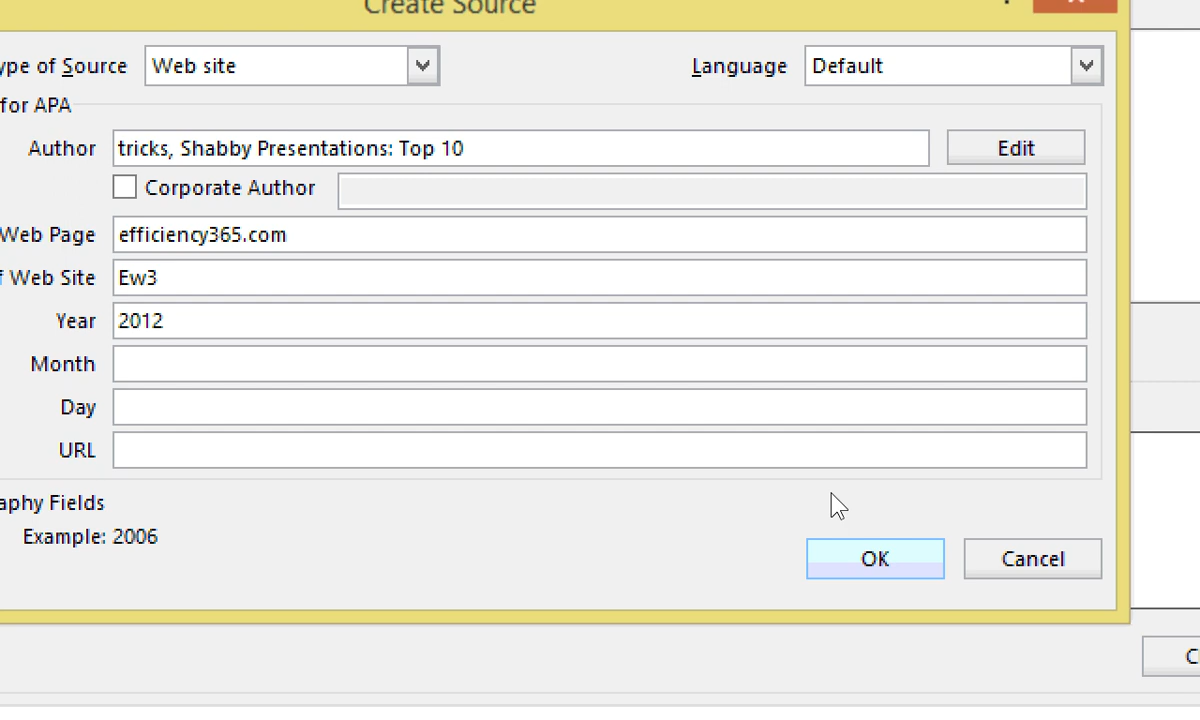 Create Source
ype of Source Web site Language Default
for APA
Author tricks, Shabby Presentations: Top 10 Edit
Corporate Author
Web Page efficiency365.com
f Web Site Ew3
Year 2012
Month
Day
URL
aphy Fields
Example: 2006
OK Cancel
C